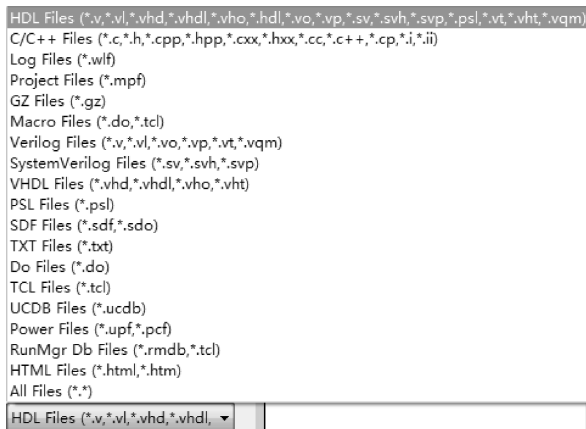 HDL Files (*.v,*.vl,*.vhd,*.vhdl,*.vho,*.hdl,*.vo,*.vp,*.sv,*.svh,*.svp,*.psl,*.vt,*.vht,*.vqm)
C/C++ Files (*.c,*.h,*.cpp,*.hpp,*.cxx,*.hxx,*.cc,*.c++,*.cp,*.i,*.ii)
Log Files (*.wlf)
Project Files (*.mpf)
GZ Files (*.gz)
Macro Files (*.do,*.tcl)
Verilog Files (*.v,*.vl,*.vo,*.vp,*.vt,*.vqm)
SystemVerilog Files (*.sv,*.svh,*.svp)
VHDL Files (*.vhd,*.vhdl,*.vho,*.vht)
PSL Files (*.psl)
SDF Files (*.sdf,*.sdo)
TXT Files (*.txt)
Do Files (*.do)
TCL Files (*.tcl)
UCDB Files (*.ucdb)
Power Files (*.upf,*.pcf)
RunMgr Db Files (*.rmdb,*.tcl)
HTML Files (*.html,*.htm)
All Files (*.*)
HDL Files (*.v,*.vl,*.vhd,*.vhdl,